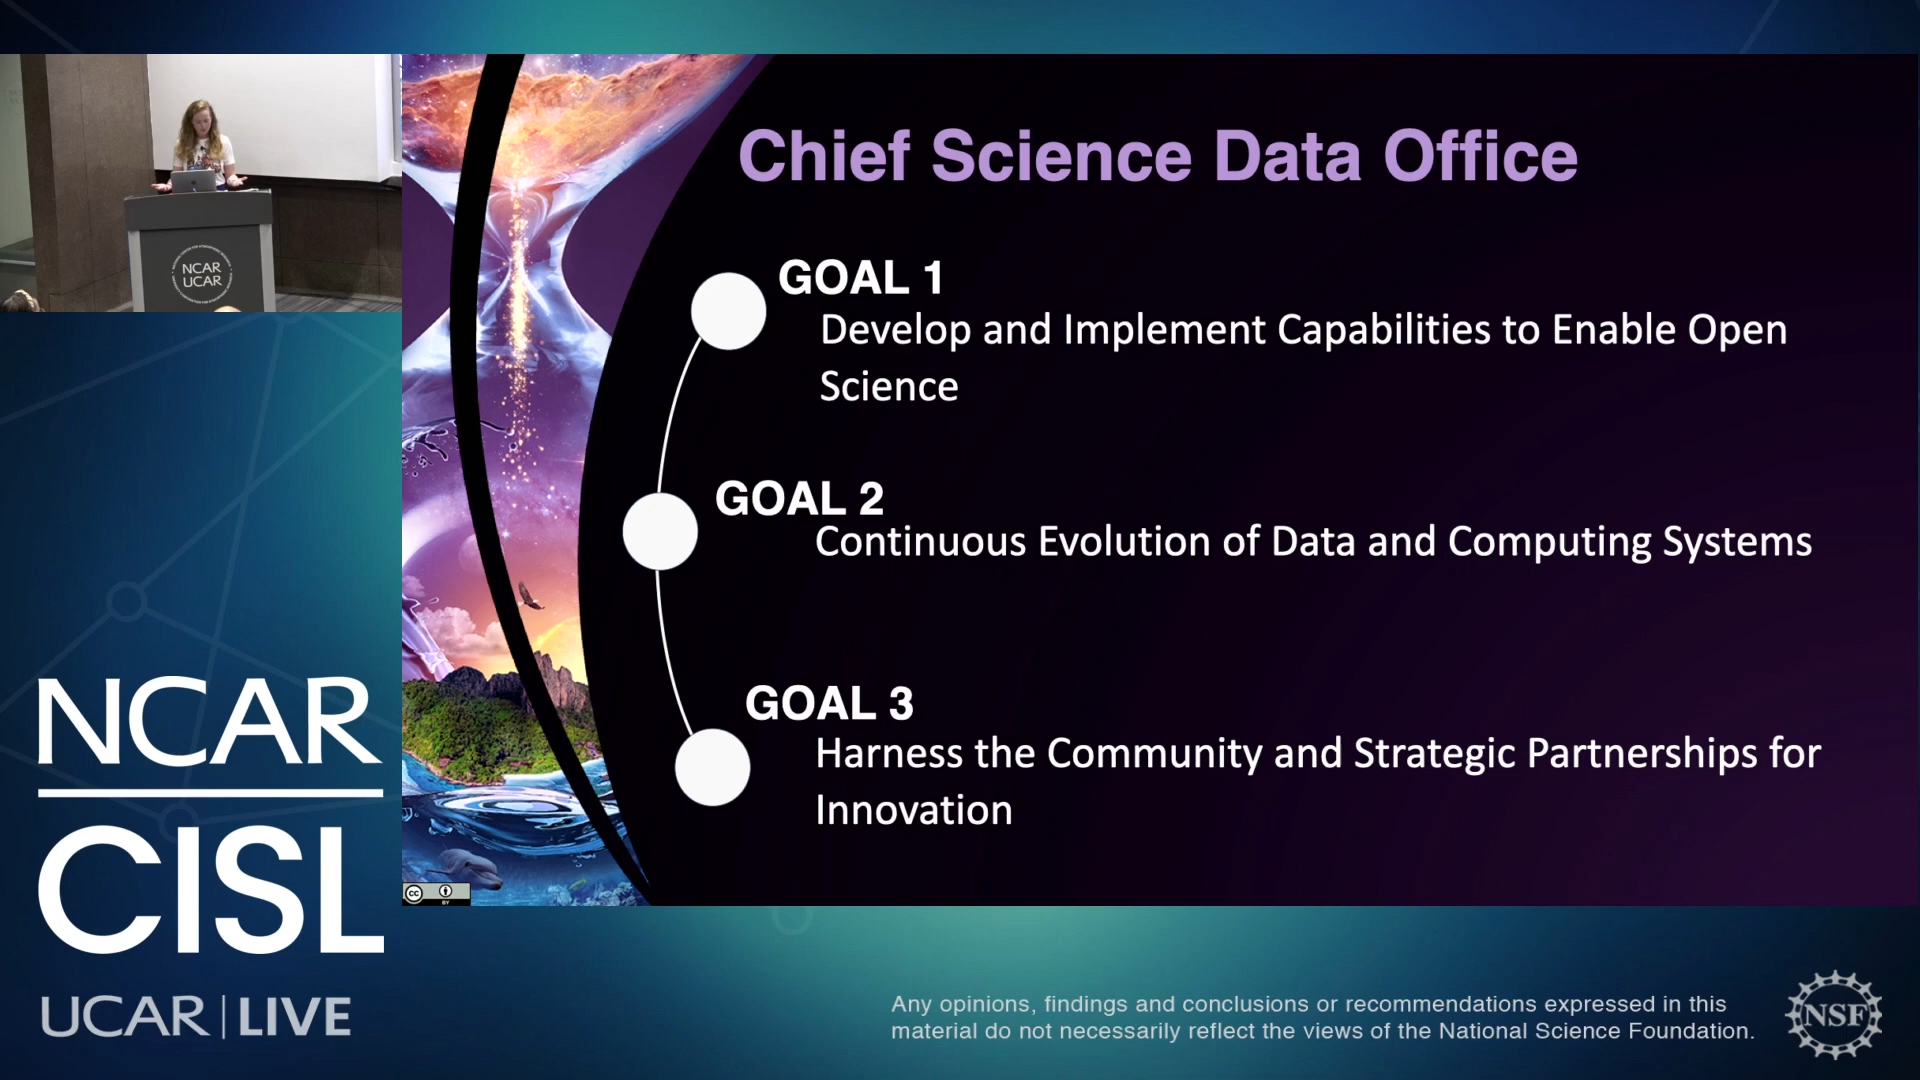 Chief Science Data Office
GOAL 1
Develop and Implement Capabilities to Enable Open
Science
GOAL 2
Continuous Evolution of Data and Computing Systems
GOAL 3
Harness the Community and Strategic Partnerships for
Innovation
NCAR
UCAR
NCAR
CISL
UCAR | LIVE
cc
BY
Any opinions, findings and conclusions or recommendations expressed in this
material do not necessarily reflect the views of the National Science Foundation.
NSF